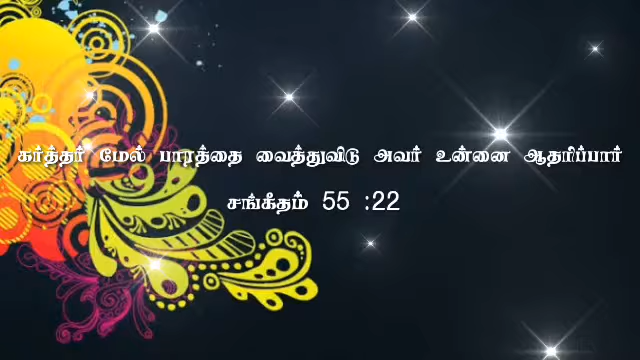 கர்த்தர் மேல் பாரத்தை வைத்துவிடு அவர் உன்னை ஆதரிப்பார்
சங்கீதம் 55 :22